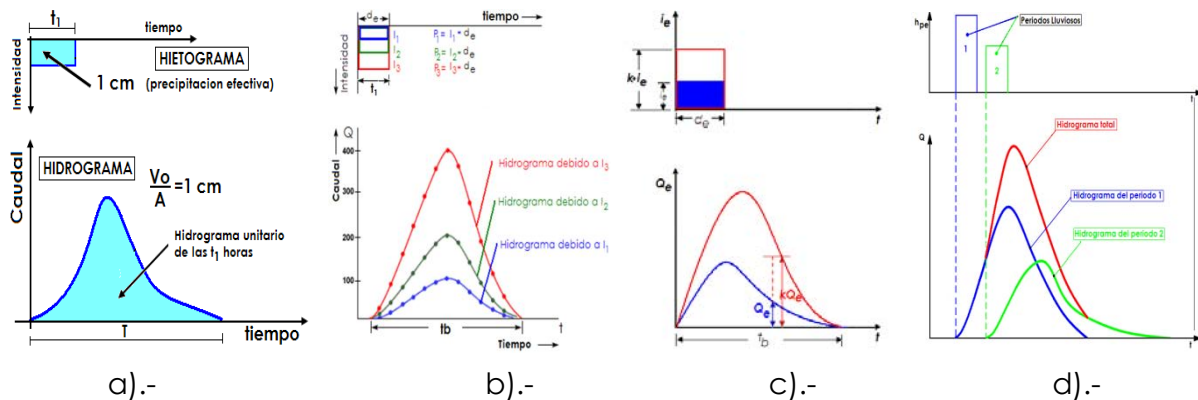 t1
tiempo
Intensidad
HIETOGRAMA
1 cm
(precipitacion efectiva)
Caudal
HIDROGRAMA
Vo/A =1 cm
Hidrograma unitario
de las t1 horas
T
tiempo
a).-
de
tiempo
Intensidad
I1
I2
I3
P1 = I1 * de
P2 = I2 * de
P3 = I3 * de
t1
Q
Caudal
400
300
200
100
Hidrograma debido a I3
Hidrograma debido a I2
Hidrograma debido a I1
tb
t
Tiempo
b).-
ie
k*Ie
de
t
Qe
kQe
Qe
tb
t
c).-
hpe
Periodos Lluviosos
1
2
t
Q
Hidrograma total
Hidrograma del periodo 1
Hidrograma del periodo 2
t
d).-